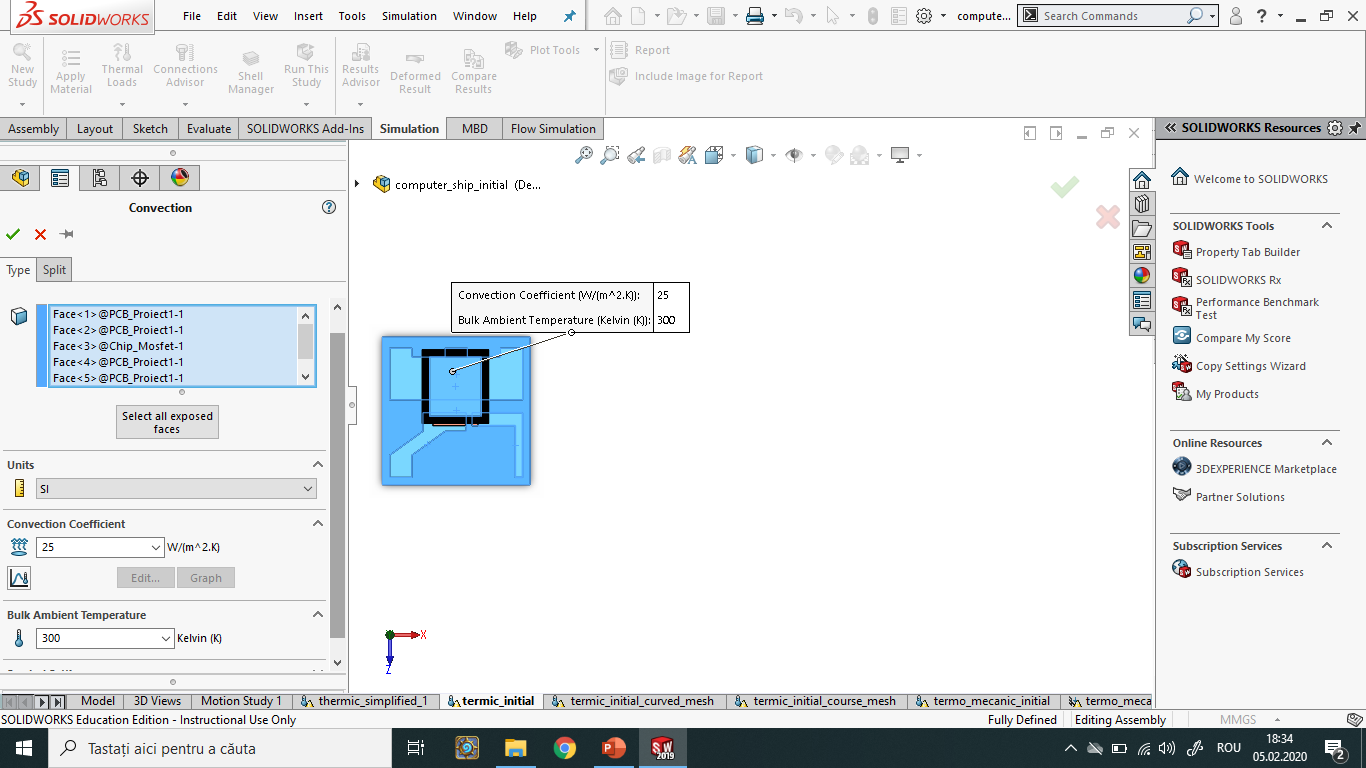 SOLIDWORKS File Edit View Insert Tools Simulation Window Help compute... Search Commands
New Study
Apply Material
Thermal Loads
Connections Advisor
Shell Manager
Run This Study
Results Advisor
Deformed Result
Compare Results
Plot Tools
Report
Include Image for Report
Assembly Layout Sketch Evaluate SOLIDWORKS Add-Ins Simulation MBD Flow Simulation
Convection
Type Split
Face<1>@PCB_Proiect1-1
Face<2>@PCB_Proiect1-1
Face<3>@Chip_Mosfet-1
Face<4>@PCB_Proiect1-1
Face<5>@PCB_Proiect1-1
Select all exposed
faces
Units
SI
Convection Coefficient
25 W/(m^2.K)
Edit... Graph
Bulk Ambient Temperature
300 Kelvin (K)
computer_ship_initial (De...
Convection Coefficient (W/(m^2.K)): 25
Bulk Ambient Temperature (Kelvin (K)): 300
X
Z
SOLIDWORKS Resources
Welcome to SOLIDWORKS
SOLIDWORKS Tools
Property Tab Builder
SOLIDWORKS Rx
Performance Benchmark
Test
Compare My Score
Copy Settings Wizard
My Products
Online Resources
3DEXPERIENCE Marketplace
Partner Solutions
Subscription Services
Subscription Services
Model 3D Views Motion Study 1 thermic_simplified_1 termic_initial termic_initial_curved_mesh termic_initial_course_mesh termo_mecanic_initial termo_meca
SOLIDWORKS Education Edition - Instructional Use Only Fully Defined Editing Assembly MMGS
Tastați aici pentru a căuta
SW
2019
ROU
18:34
05.02.2020
2